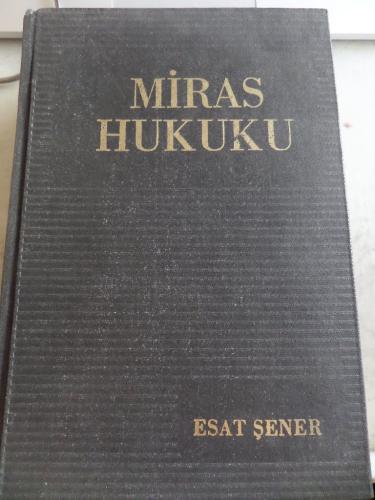 MİRAS
HUKUKU
ESAT ŞENER